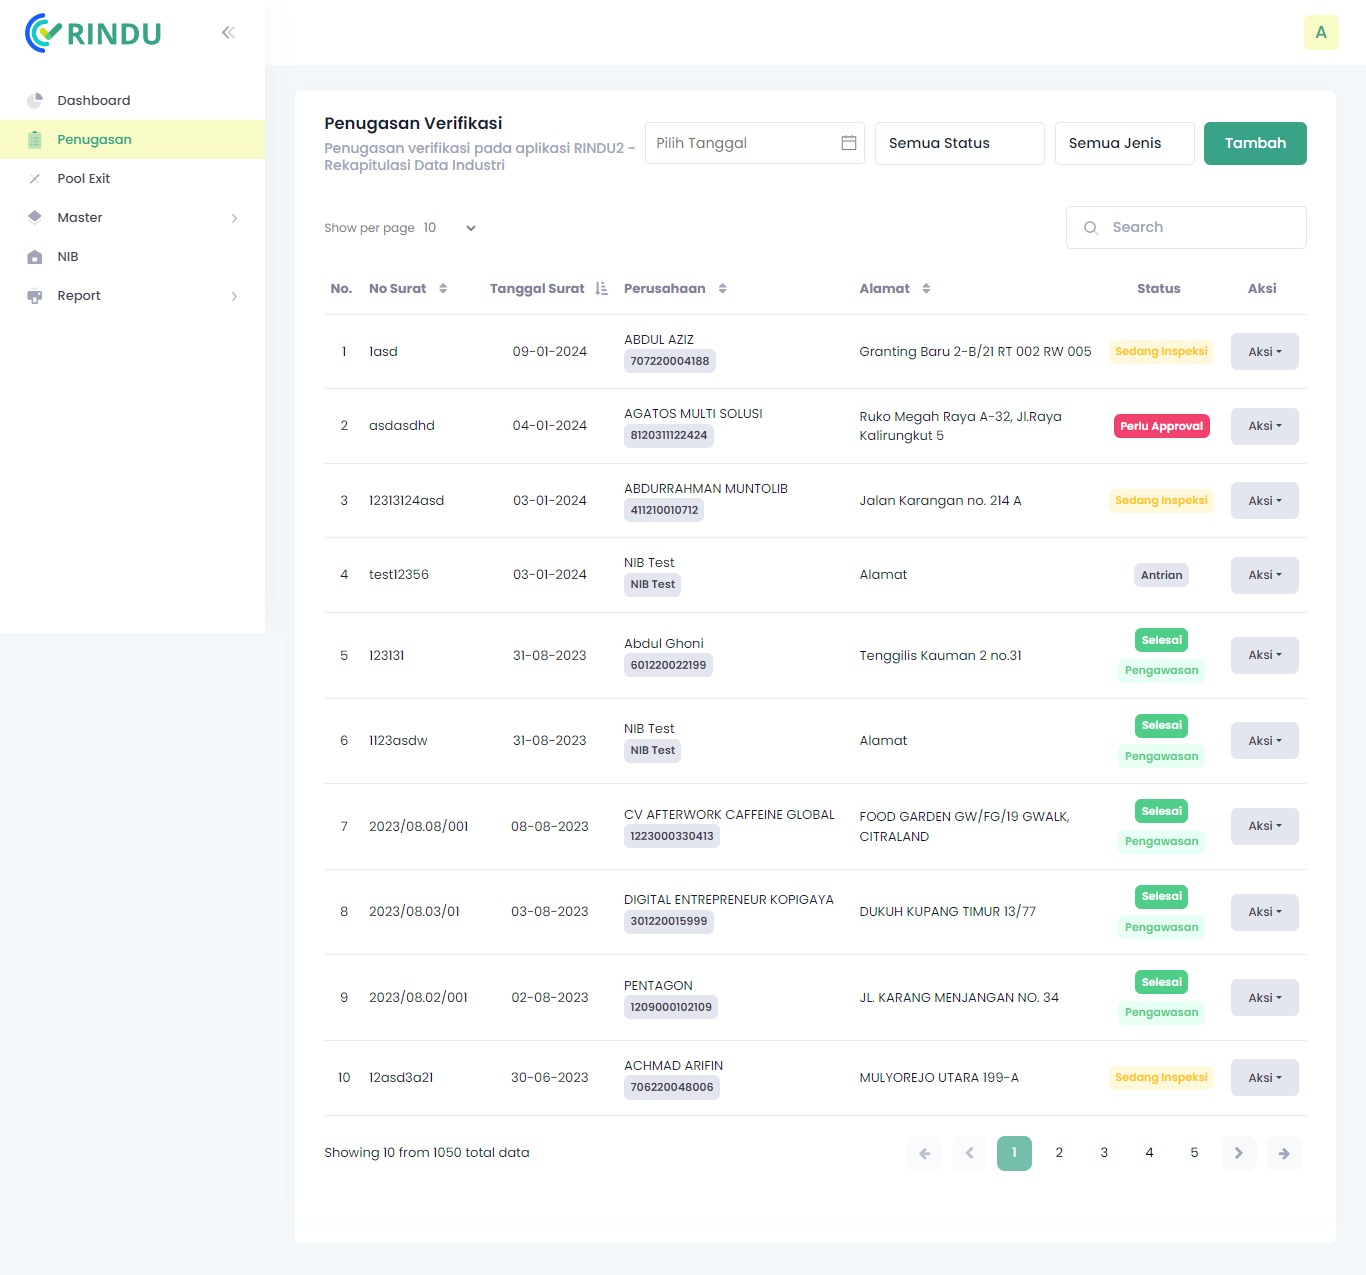 RINDU
A
Dashboard
Penugasan
Pool Exit
Master
NIB
Report
Penugasan Verifikasi
Penugasan verifikasi pada aplikasi RINDU2 -
Rekapitulasi Data Industri
Pilih Tanggal
Semua Status
Semua Jenis
Tambah
Show per page 10
Search
No. No Surat Tanggal Surat Perusahaan Alamat Status Aksi
1 1asd 09-01-2024 ABDUL AZIZ Granting Baru 2-B/21 RT 002 RW 005 Sedang Inspeksi Aksi
707220004188
2 asdasdhd 04-01-2024 AGATOS MULTI SOLUSI Ruko Megah Raya A-32, Jl.Raya Perlu Approval Aksi
8120311122424 Kalirungkut 5
3 12313124asd 03-01-2024 ABDURRAHMAN MUNTOLIB Jalan Karangan no. 214 A Sedang Inspeksi Aksi
411210010712
4 test12356 03-01-2024 NIB Test Alamat Antrian Aksi
NIB Test
5 123131 31-08-2023 Abdul Ghoni Tenggilis Kauman 2 no.31 Selesai Aksi
601220022199 Pengawasan
6 1123asdw 31-08-2023 NIB Test Alamat Selesai Aksi
NIB Test Pengawasan
7 2023/08.08/001 08-08-2023 CV AFTERWORK CAFFEINE GLOBAL FOOD GARDEN GW/FG/19 GWALK, Selesai Aksi
1223000330413 CITRALAND Pengawasan
8 2023/08.03/01 03-08-2023 DIGITAL ENTREPRENEUR KOPIGAYA DUKUH KUPANG TIMUR 13/77 Selesai Aksi
301220015999 Pengawasan
9 2023/08.02/001 02-08-2023 PENTAGON JL. KARANG MENJANGAN NO. 34 Selesai Aksi
1209000102109 Pengawasan
10 12asd3a21 30-06-2023 ACHMAD ARIFIN MULYOREJO UTARA 199-A Sedang Inspeksi Aksi
706220048006
Showing 10 from 1050 total data
1 2 3 4 5